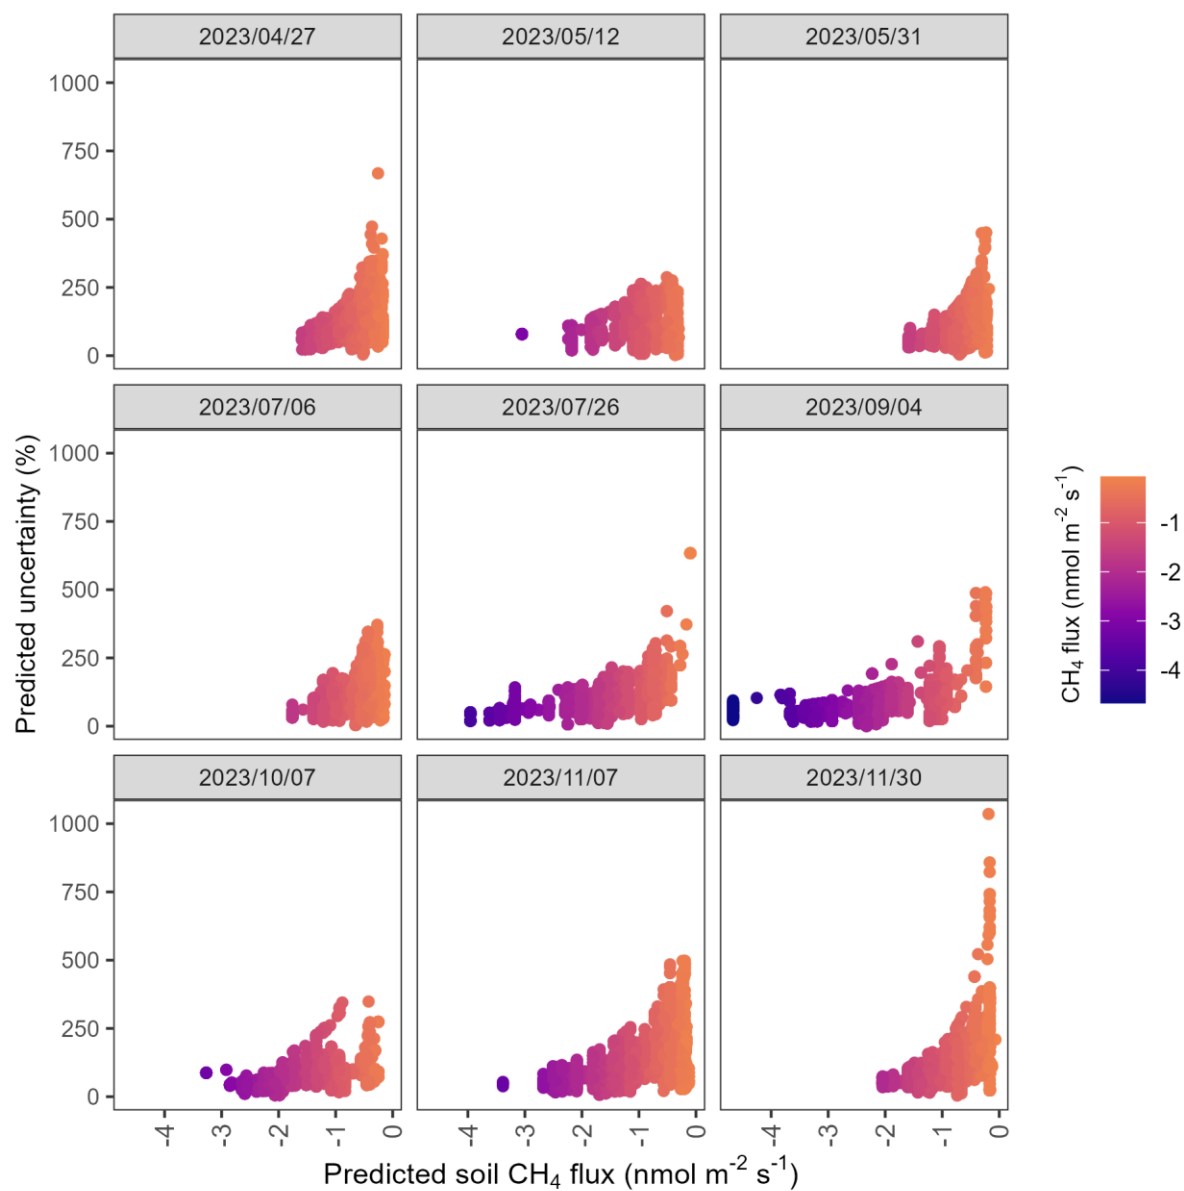 2023/04/27 2023/05/12 2023/05/31
1000
750
500
250
0
2023/07/06 2023/07/26 2023/09/04
1000
750
500
250
0
Predicted uncertainty (%)
CH₄ flux (nmol m⁻² s⁻¹)
-1
-2
-3
-4
2023/10/07 2023/11/07 2023/11/30
1000
750
500
250
0
-4 -3 -2 -1 0 -4 -3 -2 -1 0 -4 -3 -2 -1 0
Predicted soil CH₄ flux (nmol m⁻² s⁻¹)